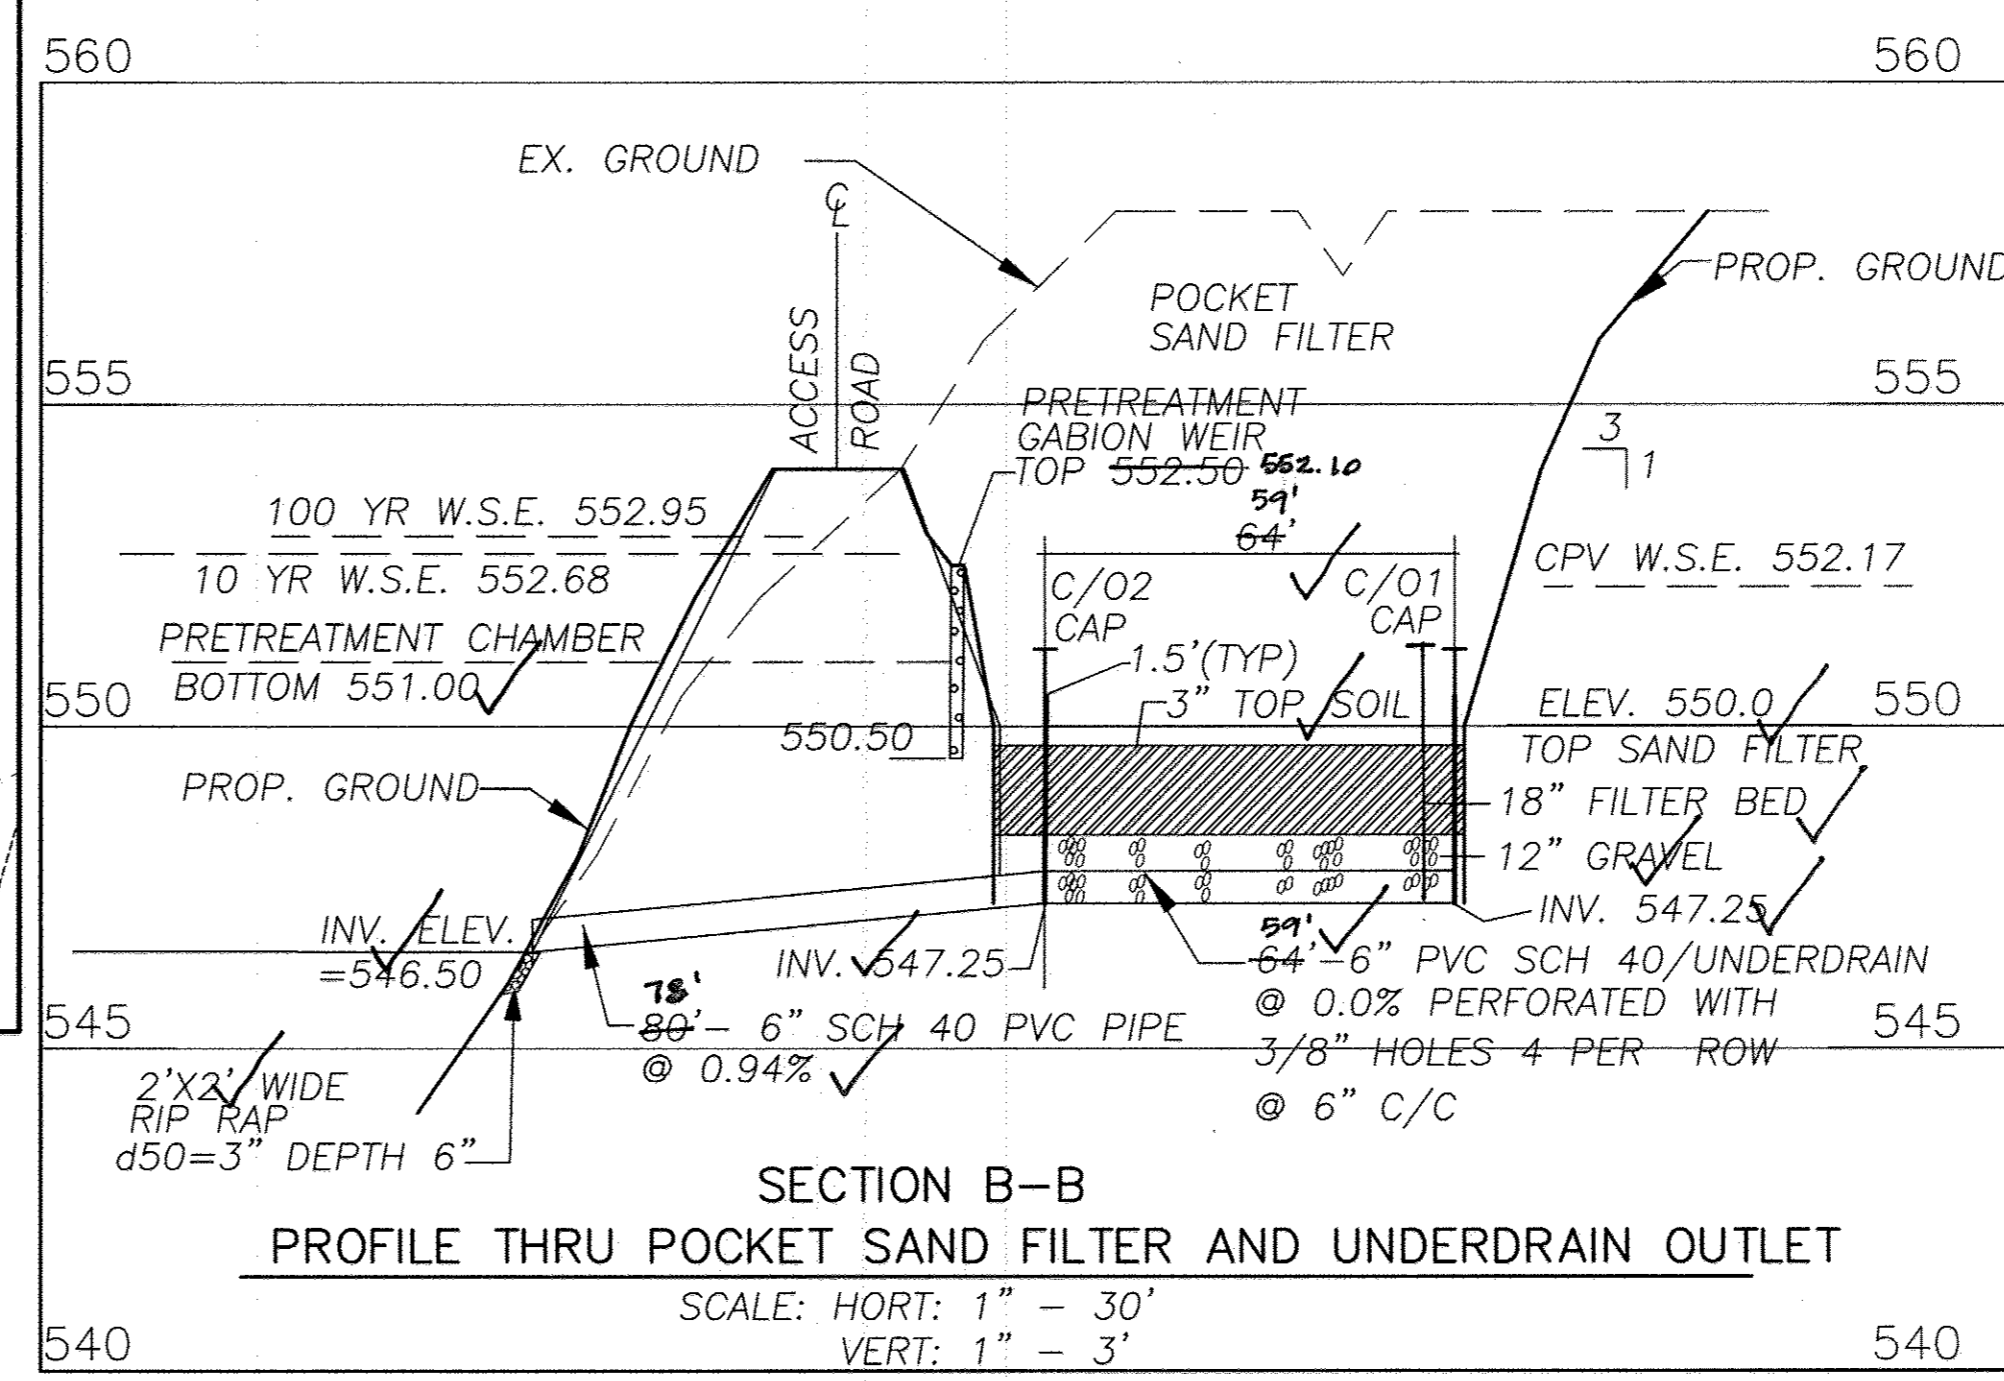 560
560
EX. GROUND
℄
PROP. GROUND
POCKET
SAND FILTER
ACCESS
ROAD
555
555
PRETREATMENT
GABION WEIR
TOP 552.50 552.10
3
1
59'
64'
100 YR W.S.E. 552.95
10 YR W.S.E. 552.68
CPV W.S.E. 552.17
C/O2
CAP
C/O1
CAP
PRETREATMENT CHAMBER
BOTTOM 551.00
1.5'(TYP)
3" TOP SOIL
550
ELEV. 550.0
550
TOP SAND FILTER
550.50
PROP. GROUND
18" FILTER BED
12" GRAVEL
INV. 547.25
INV. ELEV.
=546.50
INV. 547.25
59'
64'-6" PVC SCH 40/UNDERDRAIN
@ 0.0% PERFORATED WITH
3/8" HOLES 4 PER ROW
@ 6" C/C
78'
80'- 6" SCH 40 PVC PIPE
@ 0.94%
545
545
2'X2' WIDE
RIP RAP
d50=3" DEPTH 6"
SECTION B-B
PROFILE THRU POCKET SAND FILTER AND UNDERDRAIN OUTLET
SCALE: HORT: 1" - 30'
VERT: 1" - 3'
540
540